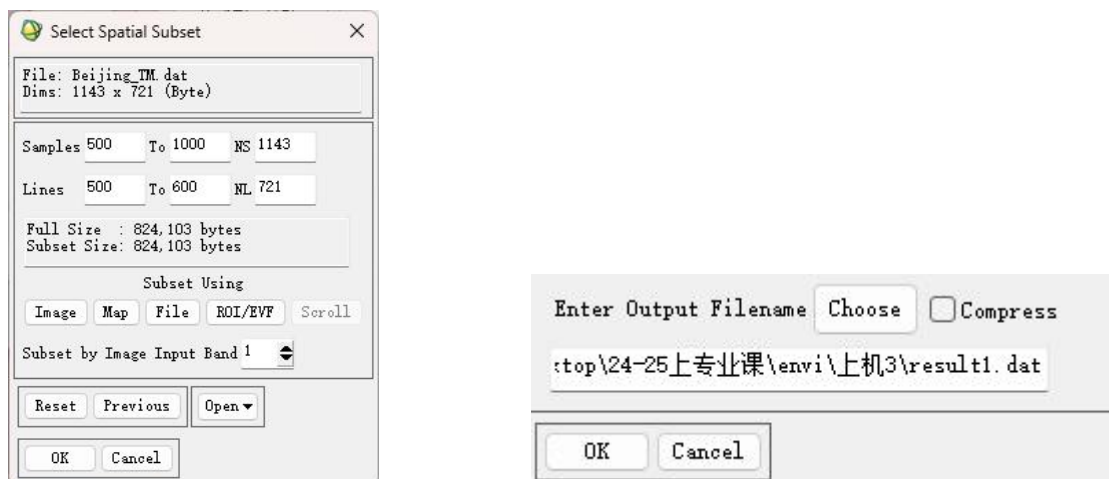 Select Spatial Subset
File: Beijing_TM.dat
Dims: 1143 x 721 (Byte)
Samples 500 To 1000 NS 1143
Lines 500 To 600 NL 721
Full Size : 824,103 bytes
Subset Size: 824,103 bytes
Subset Using
Image Map File ROI/EVF Scroll
Subset by Image Input Band 1
Reset Previous Open
OK Cancel
Enter Output Filename Choose Compress
top\24-25上专业课\envi\上机3\result1.dat
OK Cancel